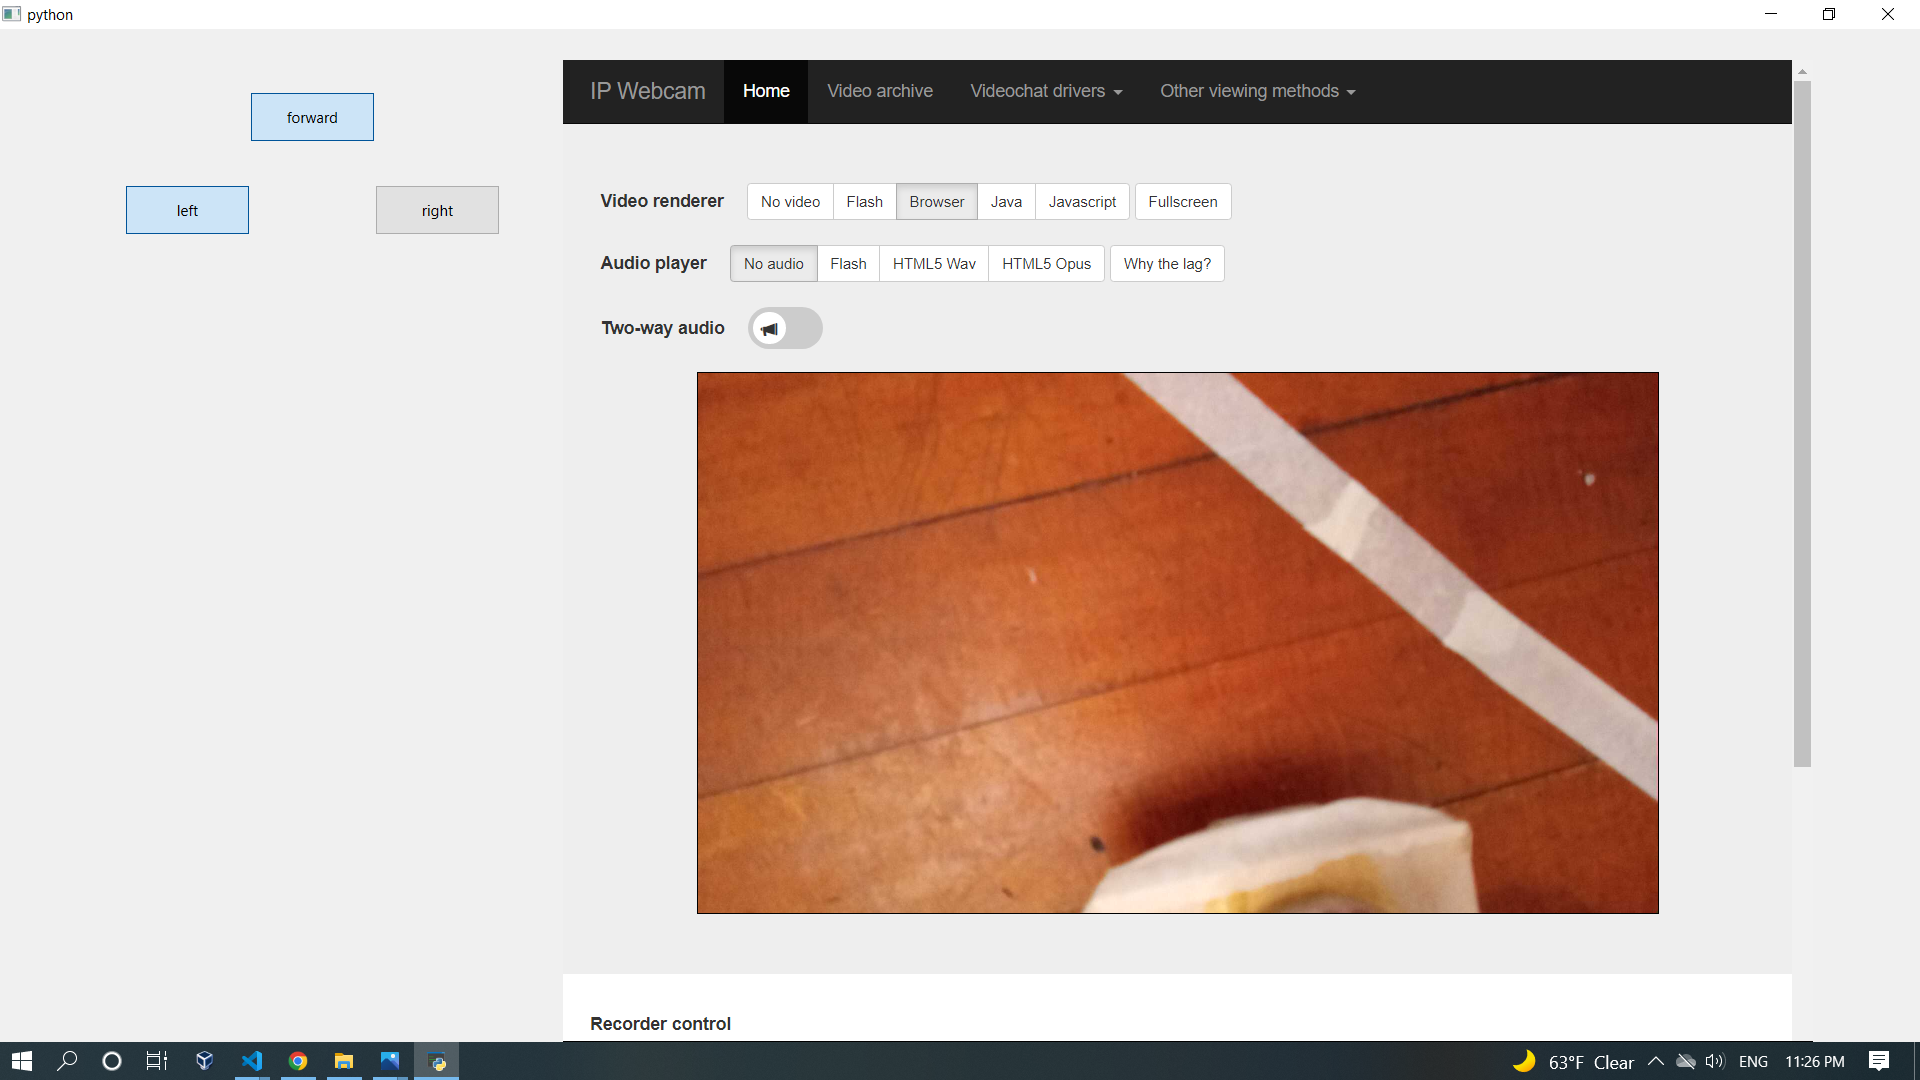 python
forward
left
right
IP Webcam Home Video archive Videochat drivers Other viewing methods
Video renderer No video Flash Browser Java Javascript Fullscreen
Audio player No audio Flash HTML5 Wav HTML5 Opus Why the lag?
Two-way audio
Recorder control
63°F Clear ENG 11:26 PM